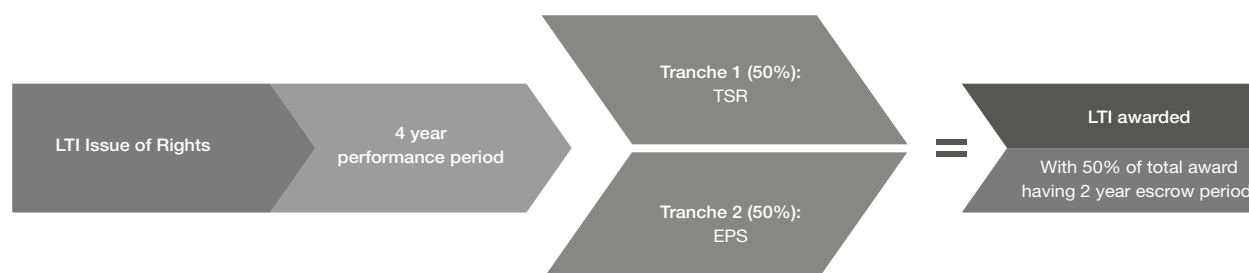 LTI Issue of Rights
4 year
performance period
Tranche 1 (50%):
TSR
Tranche 2 (50%):
EPS
=
LTI awarded
With 50% of total award
having 2 year escrow period